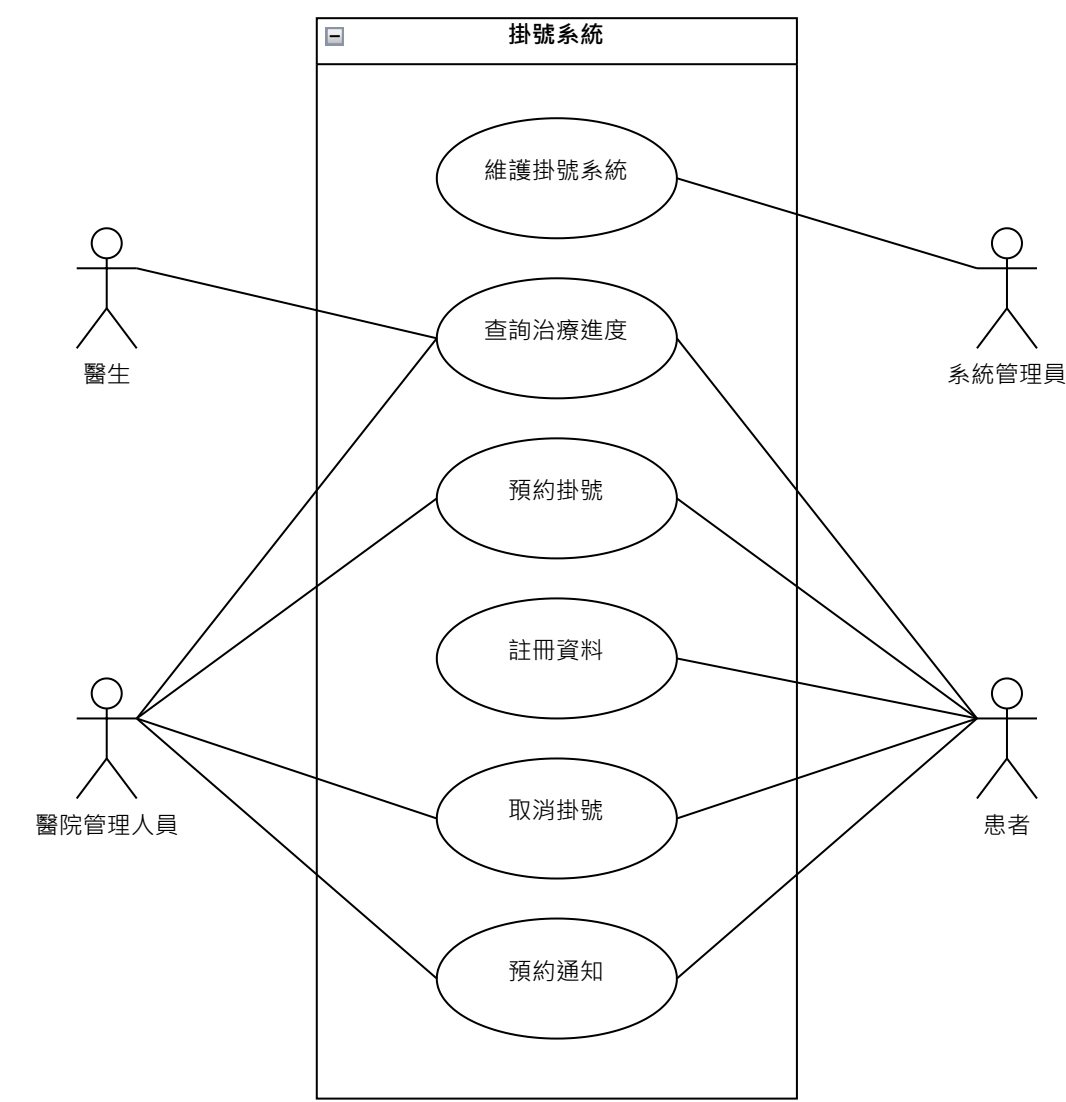 掛號系統
維護掛號系統
查詢治療進度
醫生
系統管理員
預約掛號
註冊資料
取消掛號
醫院管理人員
患者
預約通知